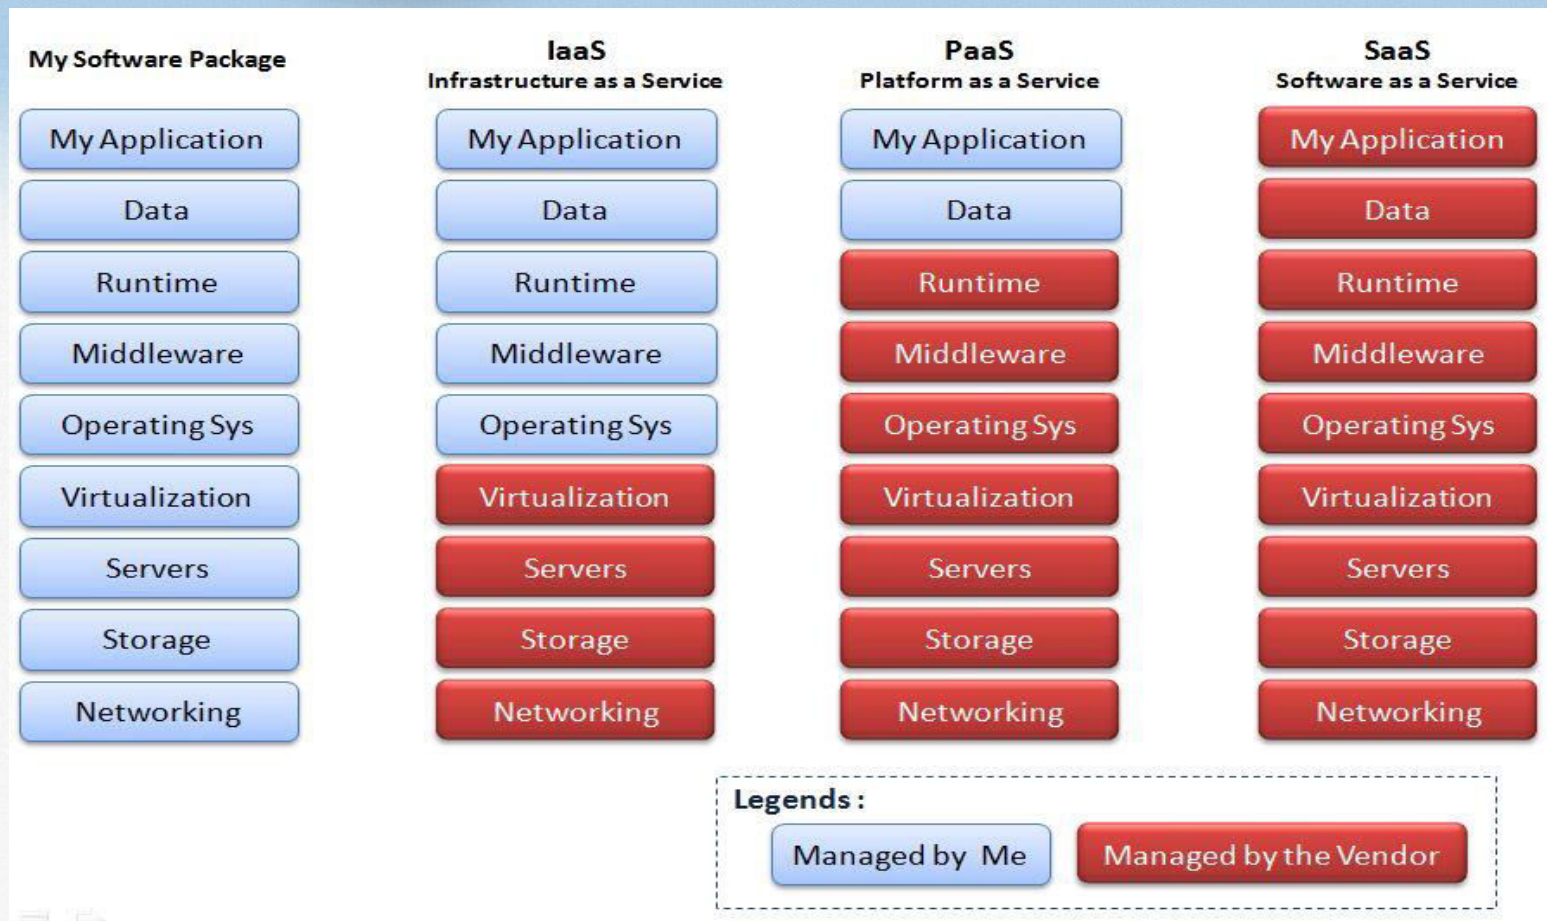 My Software Package
IaaS
Infrastructure as a Service
PaaS
Platform as a Service
SaaS
Software as a Service
My Application
My Application
My Application
My Application
Data
Data
Data
Data
Runtime
Runtime
Runtime
Runtime
Middleware
Middleware
Middleware
Middleware
Operating Sys
Operating Sys
Operating Sys
Operating Sys
Virtualization
Virtualization
Virtualization
Virtualization
Servers
Servers
Servers
Servers
Storage
Storage
Storage
Storage
Networking
Networking
Networking
Networking
Legends :
Managed by Me
Managed by the Vendor